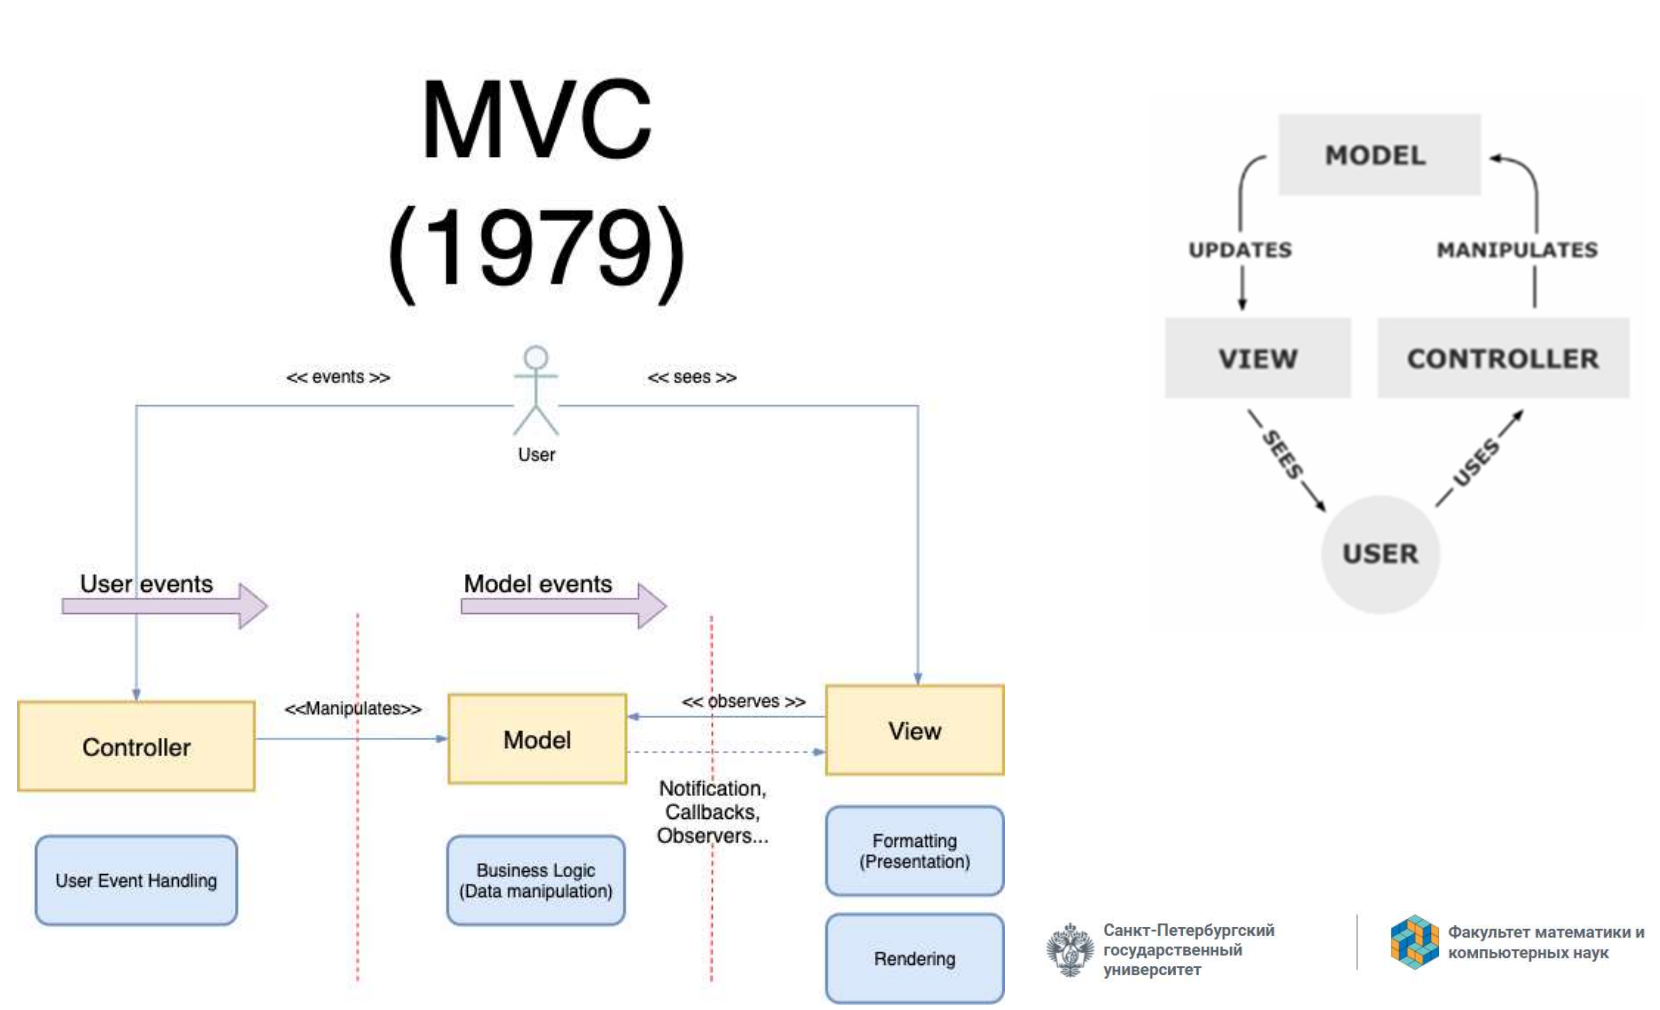 MVC
(1979)
<< events >>
<< sees >>
User
User events
Model events
<<Manipulates>>
<< observes >>
Controller
Model
View
Notification,
Callbacks,
Observers...
User Event Handling
Business Logic
(Data manipulation)
Formatting
(Presentation)
Rendering
MODEL
UPDATES
MANIPULATES
VIEW
CONTROLLER
SEES
USES
USER
Санкт-Петербургский
государственный
университет
Факультет математики и
компьютерных наук